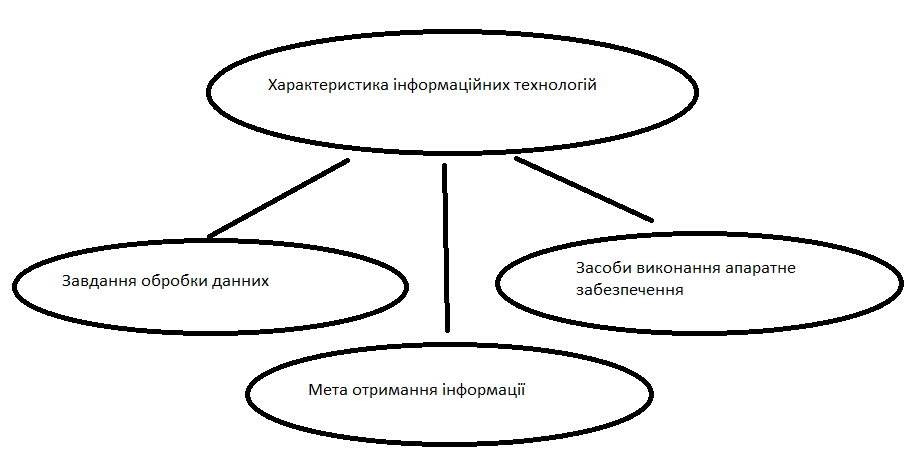 Характеристика інформаційних технологій
Завдання обробки данних
Засоби виконання апаратне
забезпечення
Мета отримання інформації